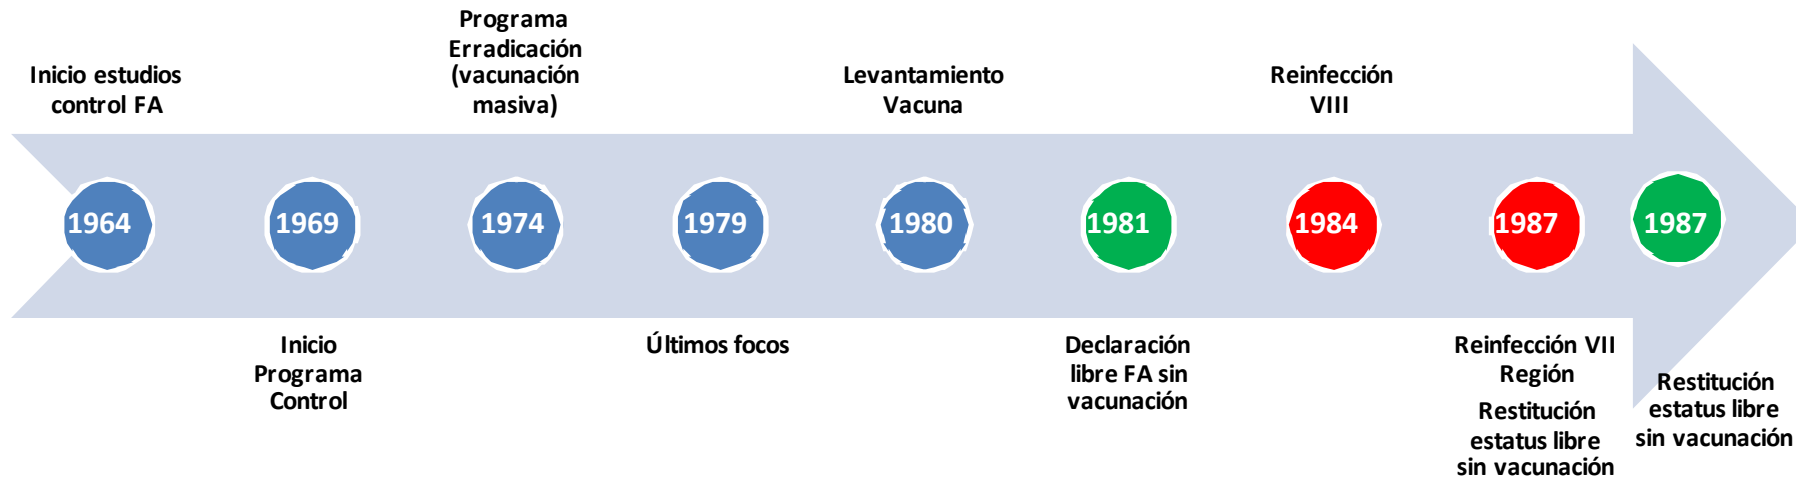 Inicio estudios
control FA
Programa
Erradicación
(vacunación
masiva)
Levantamiento
Vacuna
Reinfección
VIII
1964
1969
1974
1979
1980
1981
1984
1987
1987
Inicio
Programa
Control
Últimos focos
Declaración
libre FA sin
vacunación
Reinfección VII
Región
Restitución
estatus libre
sin vacunación
Restitución
estatus libre
sin vacunación